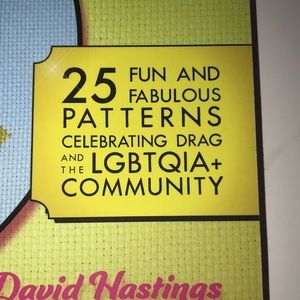 25 FUN AND
FABULOUS
PATTERNS
CELEBRATING DRAG
AND THE LGBTQIA+
COMMUNITY
David Hastings